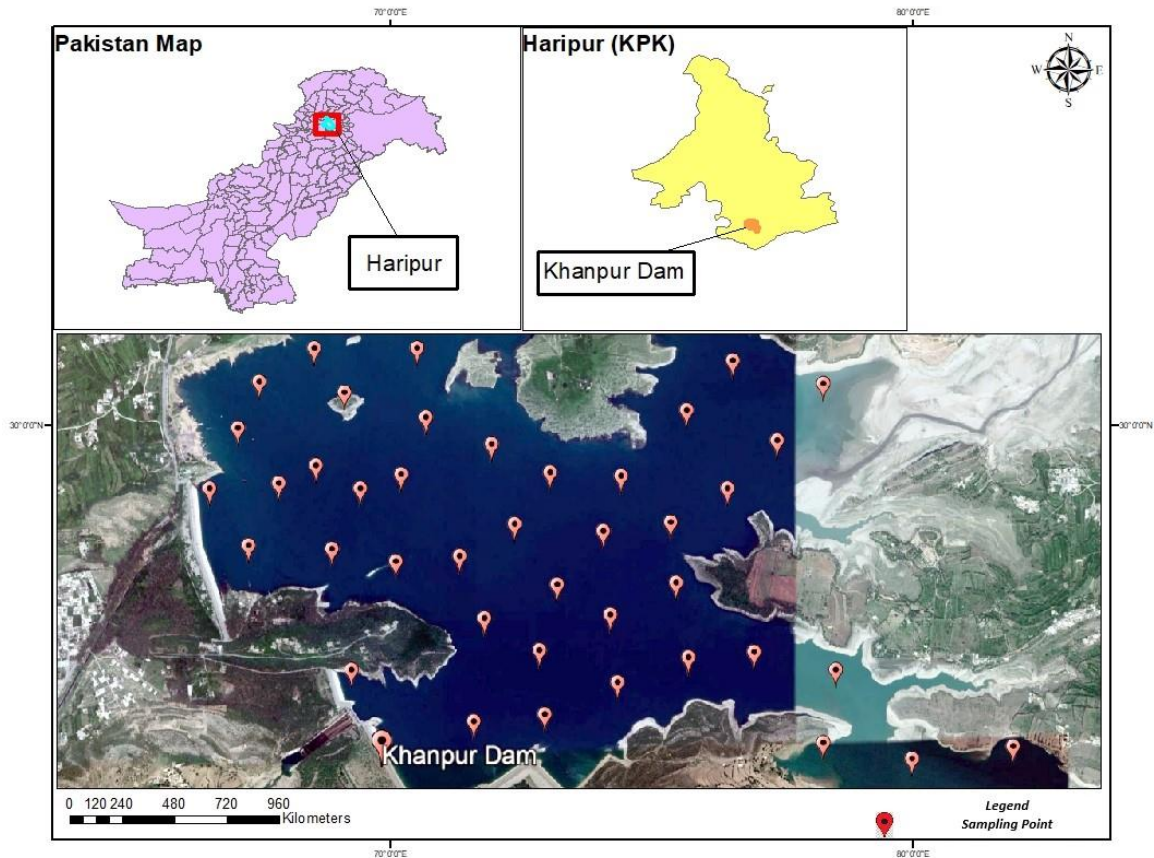 70°0'0"E
80°0'0"E
Pakistan Map
Haripur (KPK)
N
W
E
S
Haripur
Khanpur Dam
30°0'0"N
30°0'0"N
Khanpur Dam
0 120 240 480 720 960
Kilometers
Legend
Sampling Point
70°0'0"E
80°0'0"E